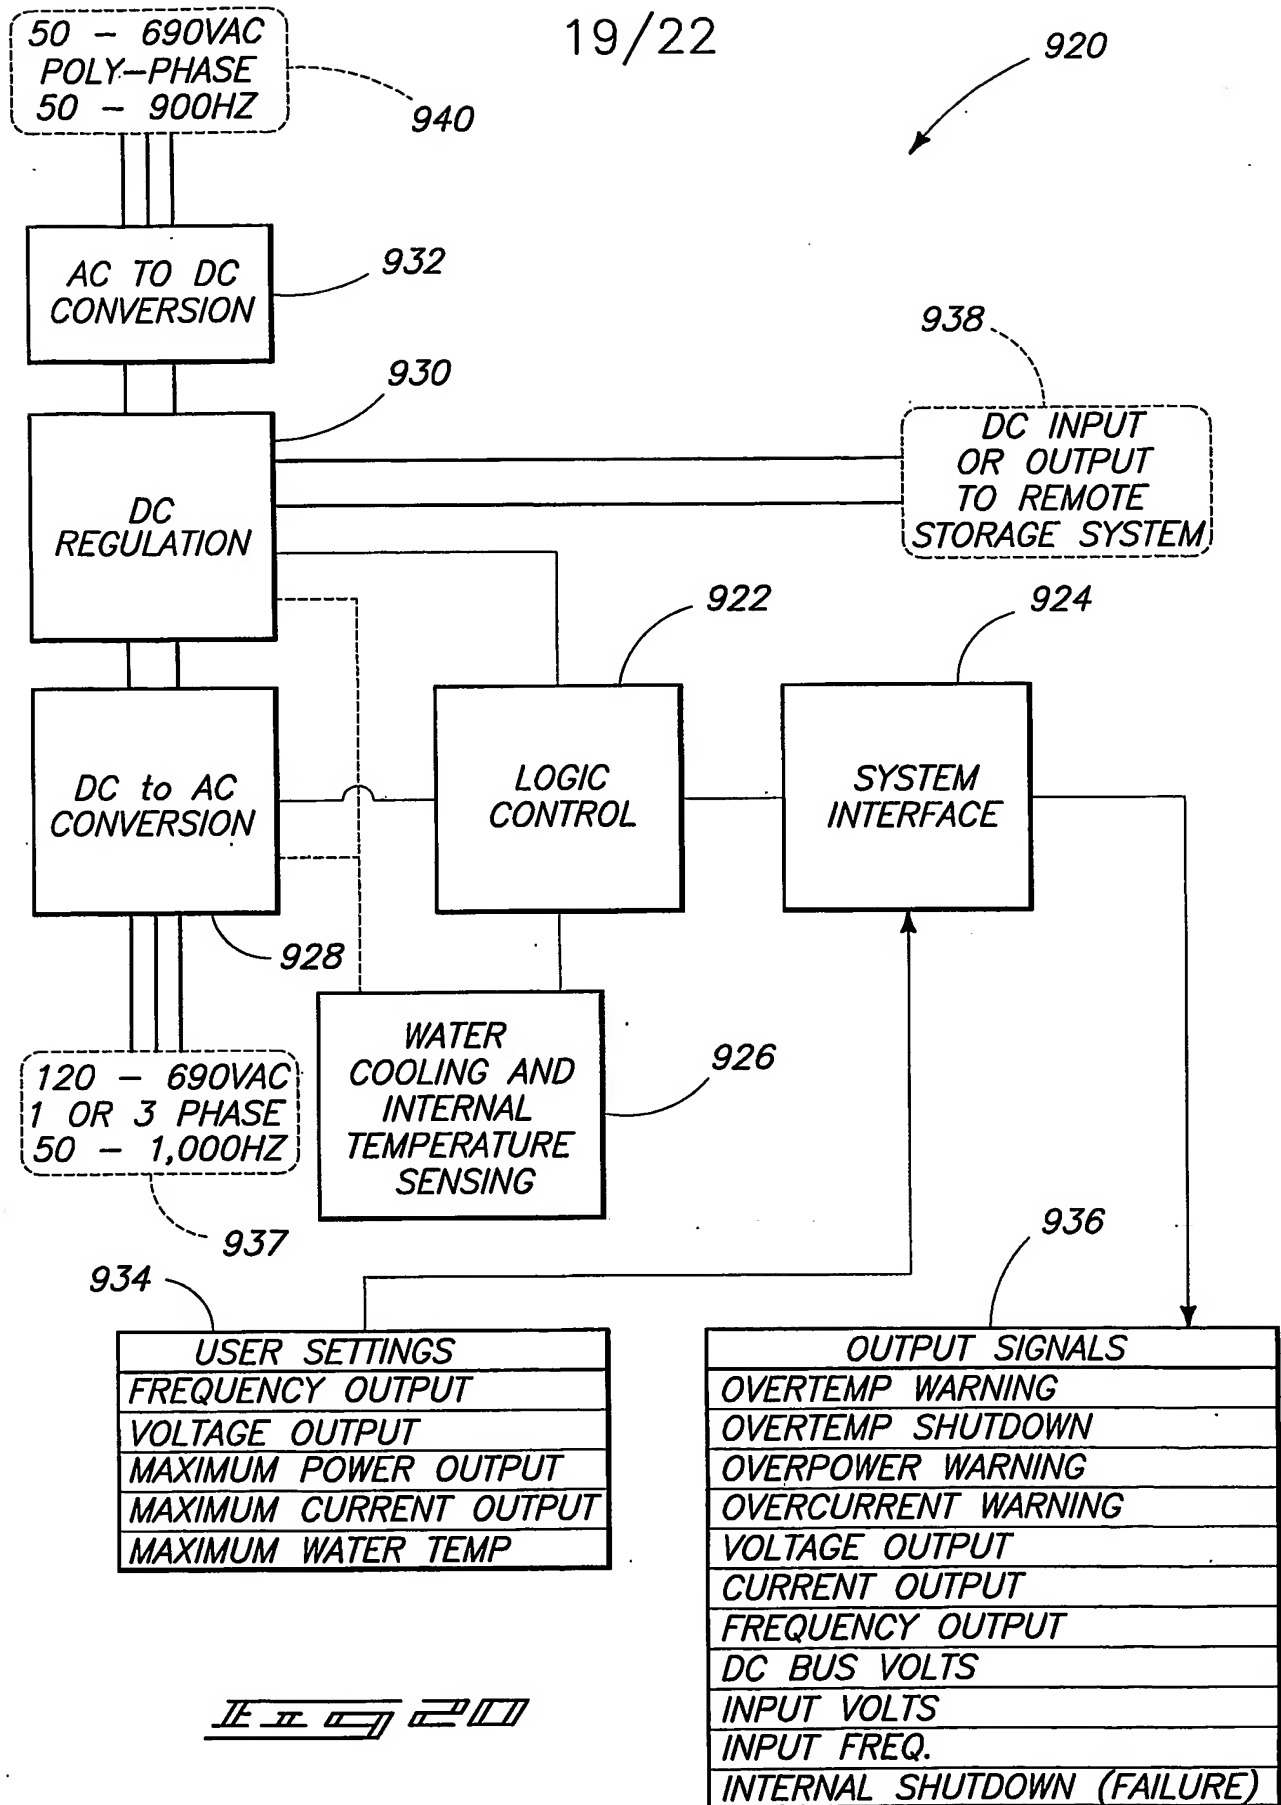 19/22
920
50 - 690VAC
POLY-PHASE
50 - 900HZ
940
AC TO DC
CONVERSION
932
938
930
DC INPUT
OR OUTPUT
TO REMOTE
STORAGE SYSTEM
DC
REGULATION
922
924
DC to AC
CONVERSION
LOGIC
CONTROL
SYSTEM
INTERFACE
928
WATER
COOLING AND
INTERNAL
TEMPERATURE
SENSING
926
120 - 690VAC
1 OR 3 PHASE
50 - 1,000HZ
937
934
936
USER SETTINGS
FREQUENCY OUTPUT
VOLTAGE OUTPUT
MAXIMUM POWER OUTPUT
MAXIMUM CURRENT OUTPUT
MAXIMUM WATER TEMP
OUTPUT SIGNALS
OVERTEMP WARNING
OVERTEMP SHUTDOWN
OVERPOWER WARNING
OVERCURRENT WARNING
VOLTAGE OUTPUT
CURRENT OUTPUT
FREQUENCY OUTPUT
DC BUS VOLTS
INPUT VOLTS
INPUT FREQ.
INTERNAL SHUTDOWN (FAILURE)
FIG 20